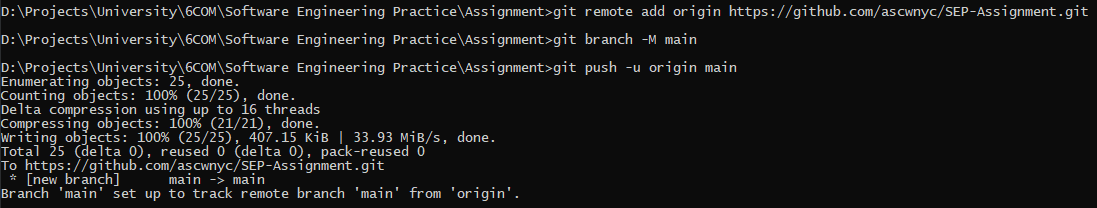 D:\Projects\University\6COM\Software Engineering Practice\Assignment>git remote add origin https://github.com/ascwnyc/SEP-Assignment.git
D:\Projects\University\6COM\Software Engineering Practice\Assignment>git branch -M main
D:\Projects\University\6COM\Software Engineering Practice\Assignment>git push -u origin main
Enumerating objects: 25, done.
Counting objects: 100% (25/25), done.
Delta compression using up to 16 threads
Compressing objects: 100% (21/21), done.
Writing objects: 100% (25/25), 407.15 KiB | 33.93 MiB/s, done.
Total 25 (delta 0), reused 0 (delta 0), pack-reused 0
To https://github.com/ascwnyc/SEP-Assignment.git
 * [new branch]      main -> main
Branch 'main' set up to track remote branch 'main' from 'origin'.